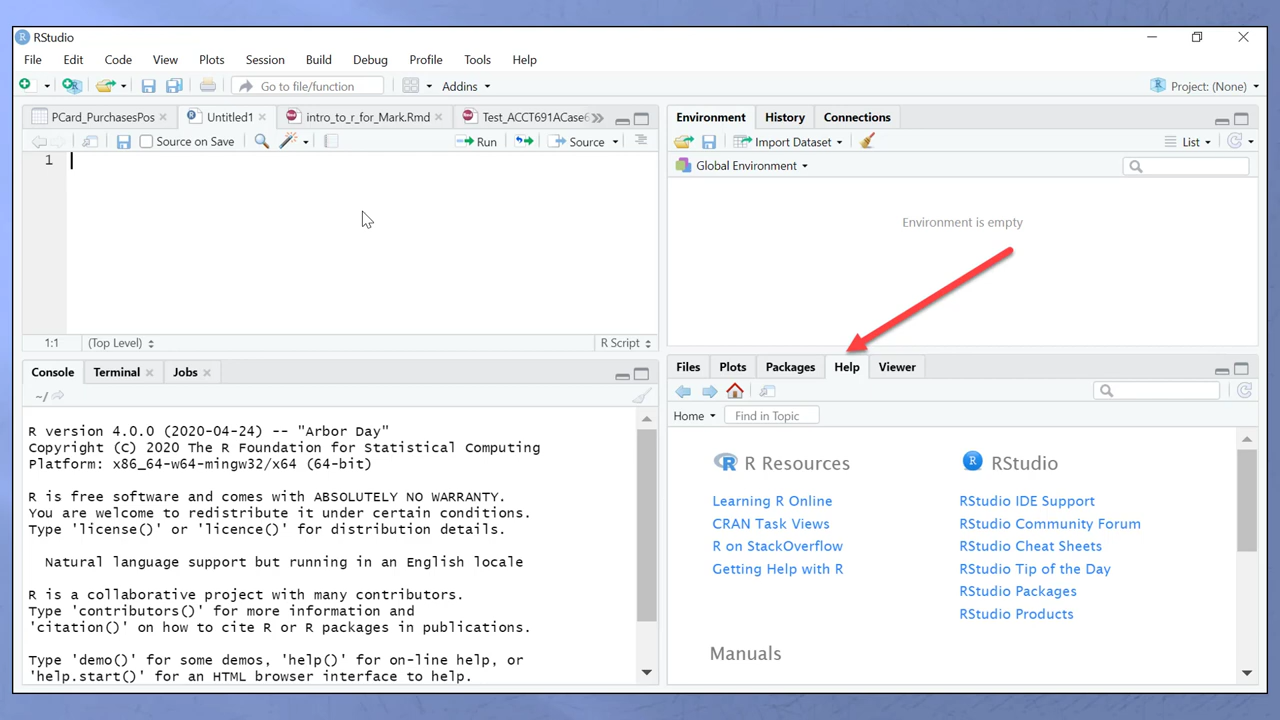 RStudio
File Edit Code View Plots Session Build Debug Profile Tools Help
Go to file/function Addins Project: (None)
PCard_PurchasesPos Untitled1 intro_to_r_for_Mark.Rmd Test_ACCT691ACase
Source on Save Run Source
1
1:1 (Top Level) R Script
Console Terminal Jobs
~/
R version 4.0.0 (2020-04-24) -- "Arbor Day"
Copyright (C) 2020 The R Foundation for Statistical Computing
Platform: x86_64-w64-mingw32/x64 (64-bit)
R is free software and comes with ABSOLUTELY NO WARRANTY.
You are welcome to redistribute it under certain conditions.
Type 'license()' or 'licence()' for distribution details.
Natural language support but running in an English locale
R is a collaborative project with many contributors.
Type 'contributors()' for more information and
'citation()' on how to cite R or R packages in publications.
Type 'demo()' for some demos, 'help()' for on-line help, or
'help.start()' for an HTML browser interface to help.
Environment History Connections
Import Dataset List
Global Environment
Environment is empty
Files Plots Packages Help Viewer
Home Find in Topic
R Resources
Learning R Online
CRAN Task Views
R on StackOverflow
Getting Help with R
RStudio
RStudio IDE Support
RStudio Community Forum
RStudio Cheat Sheets
RStudio Tip of the Day
RStudio Packages
RStudio Products
Manuals